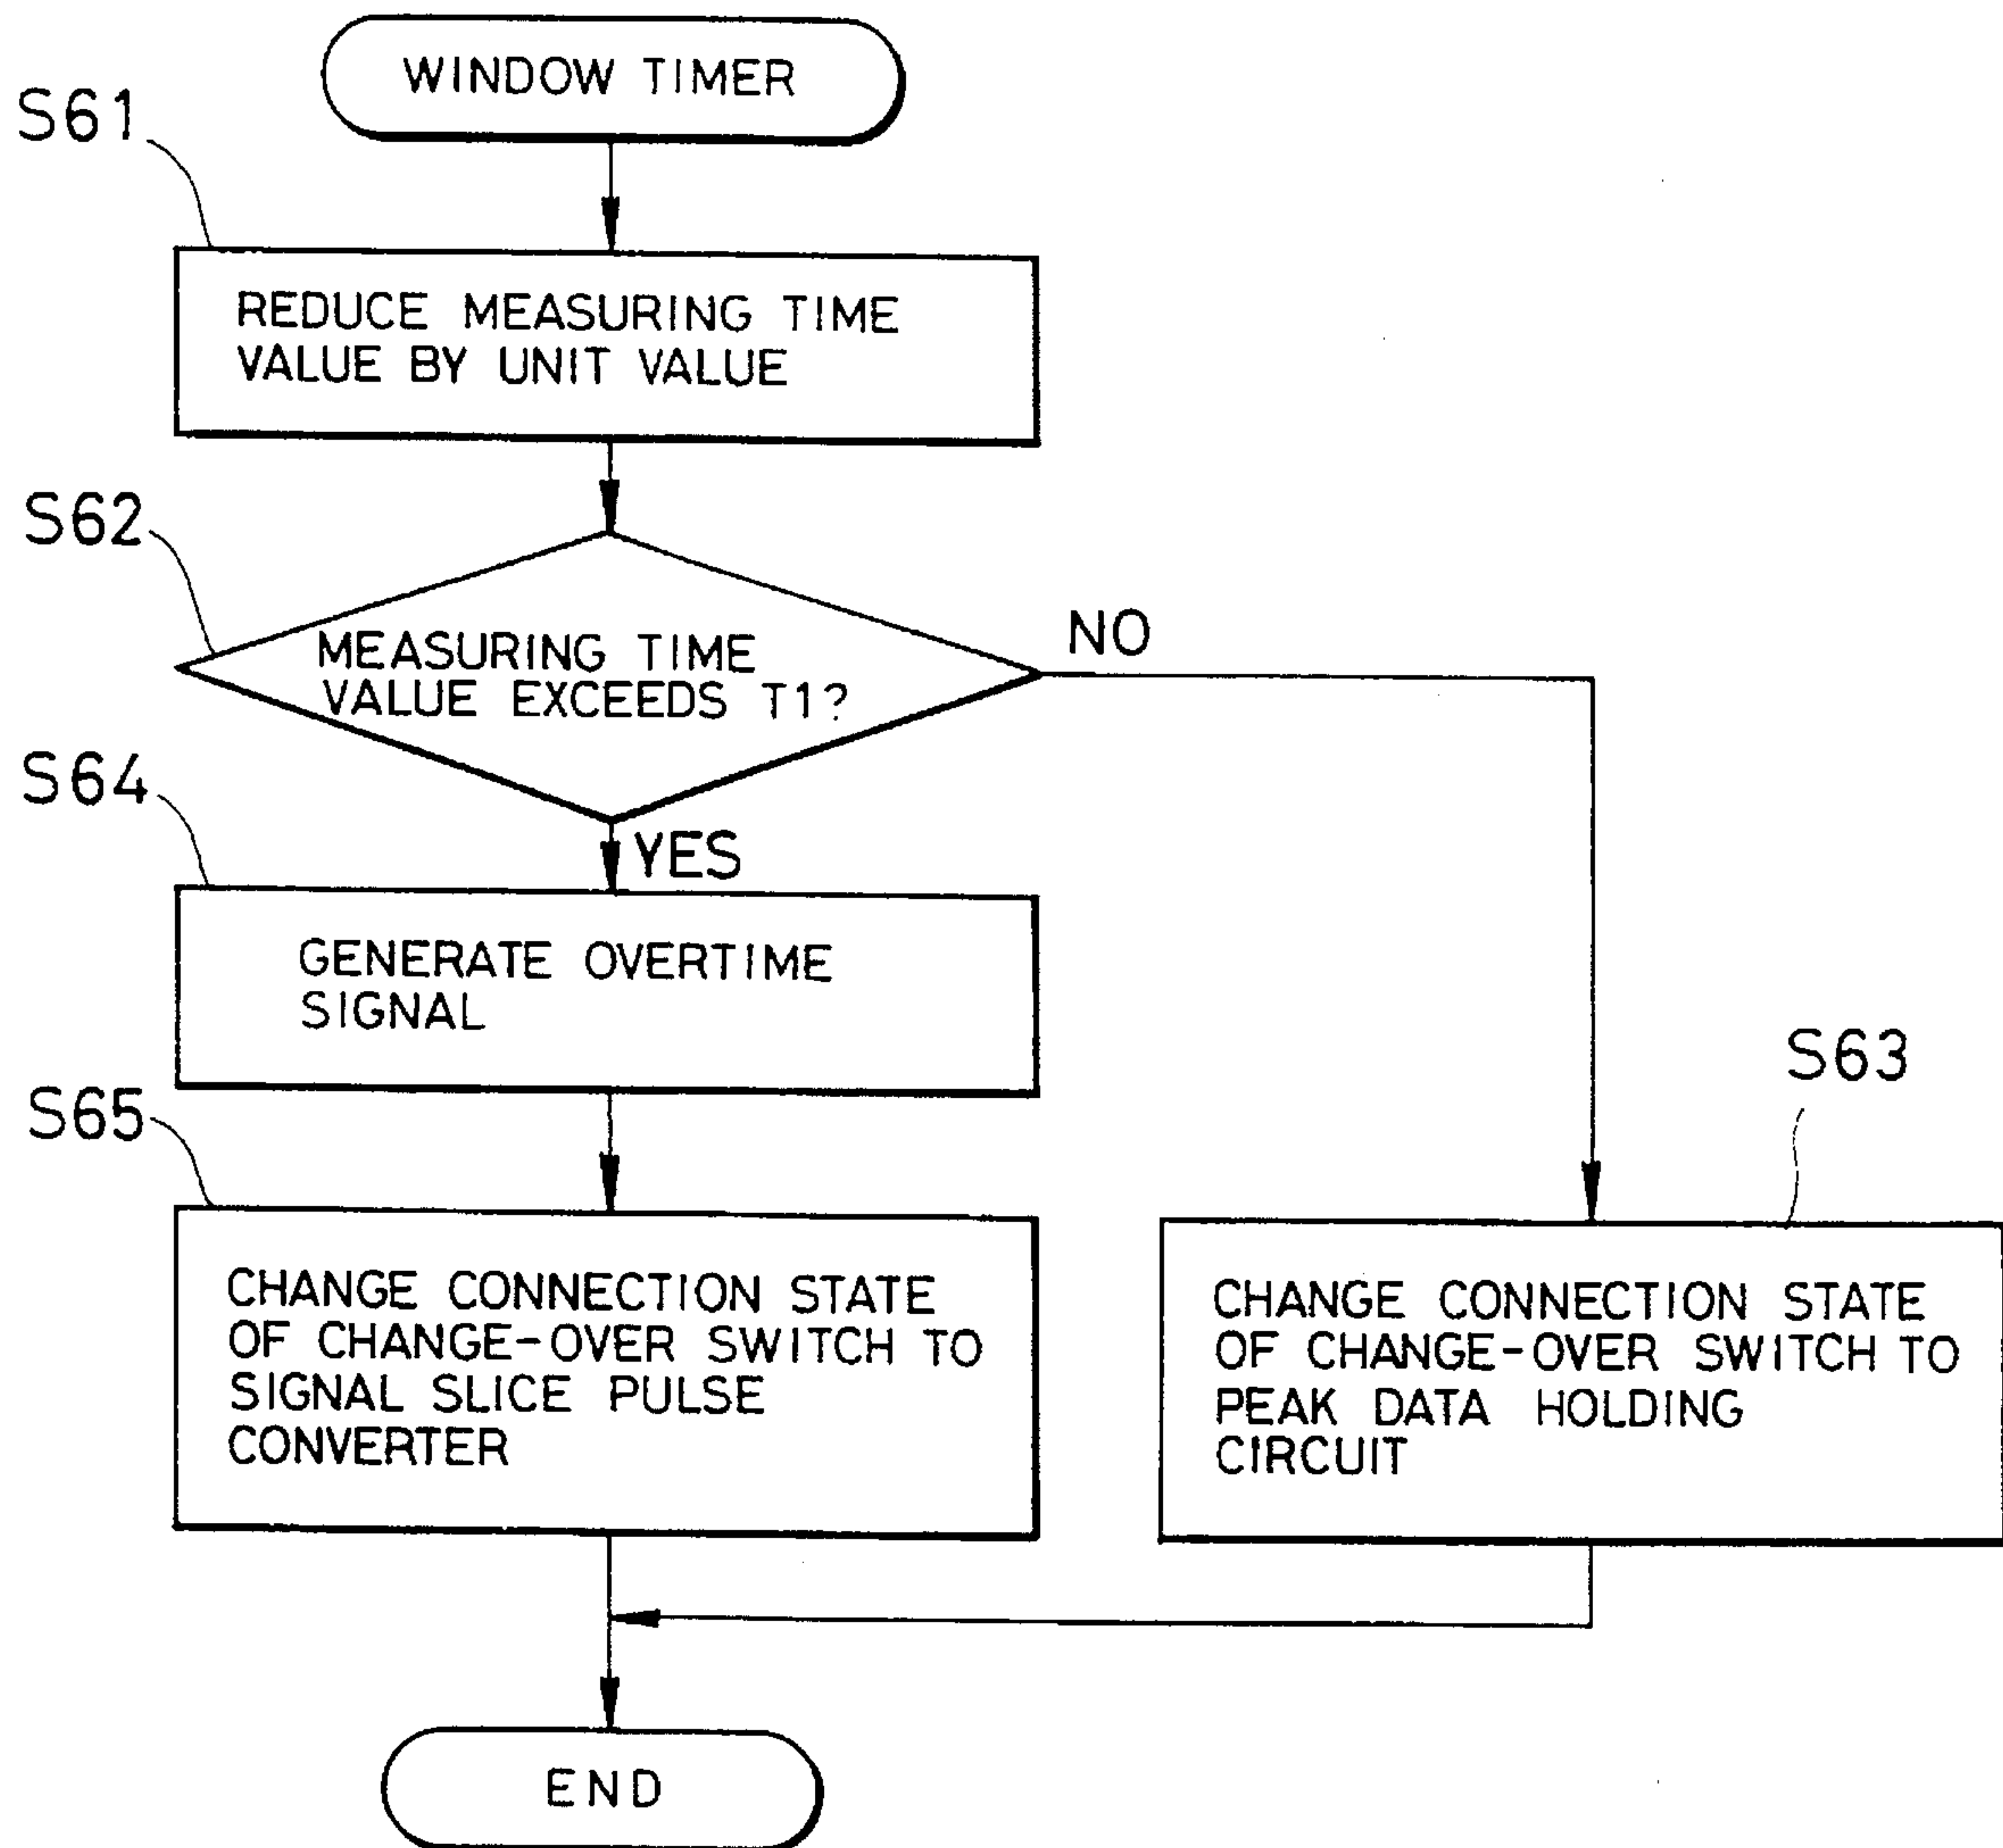 WINDOW TIMER
S61
REDUCE MEASURING TIME
VALUE BY UNIT VALUE
S62
MEASURING TIME
VALUE EXCEEDS T1?
NO
YES
S64
GENERATE OVERTIME
SIGNAL
S65
CHANGE CONNECTION STATE
OF CHANGE-OVER SWITCH TO
SIGNAL SLICE PULSE
CONVERTER
S63
CHANGE CONNECTION STATE
OF CHANGE-OVER SWITCH TO
PEAK DATA HOLDING
CIRCUIT
END